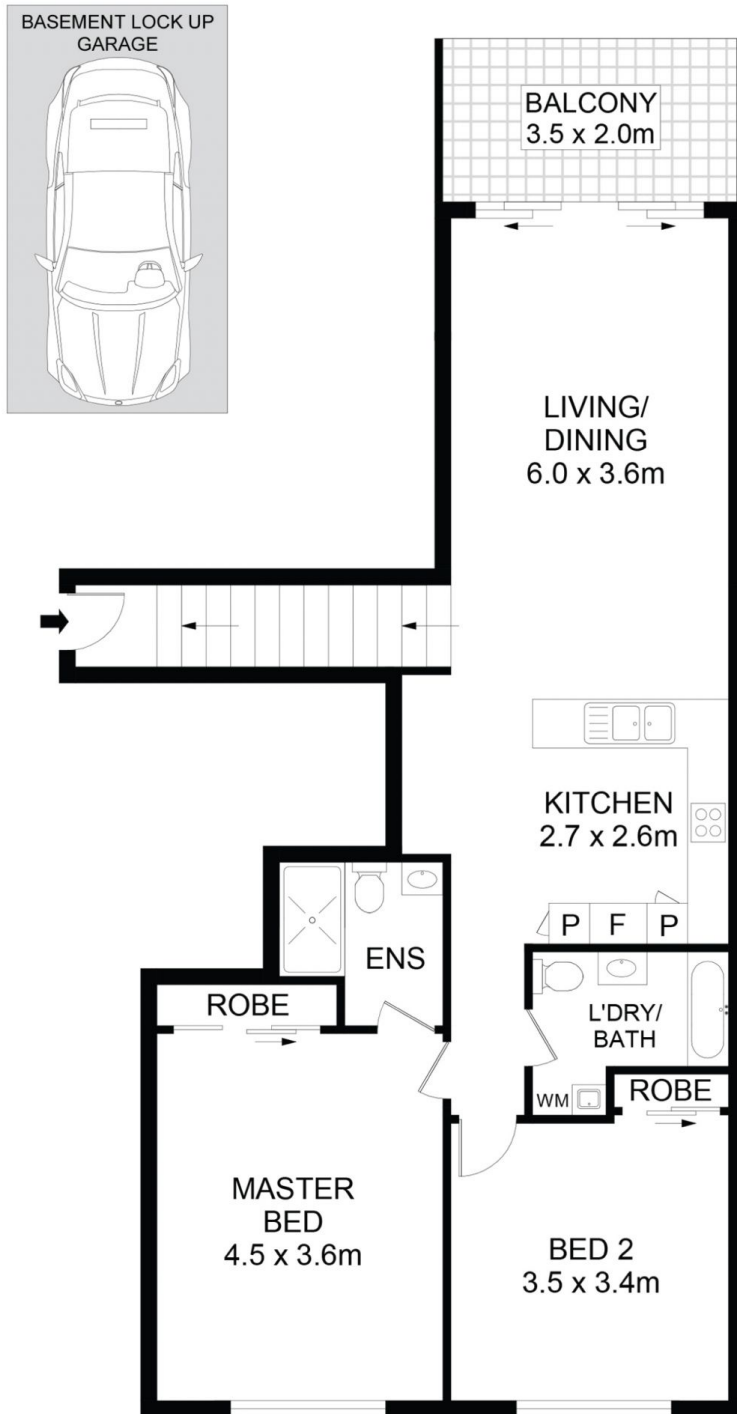 BASEMENT LOCK UP
GARAGE
BALCONY
3.5 x 2.0m
LIVING/
DINING
6.0 x 3.6m
KITCHEN
2.7 x 2.6m
P F P
ENS
ROBE
L'DRY/
BATH
WM
ROBE
MASTER
BED
4.5 x 3.6m
BED 2
3.5 x 3.4m